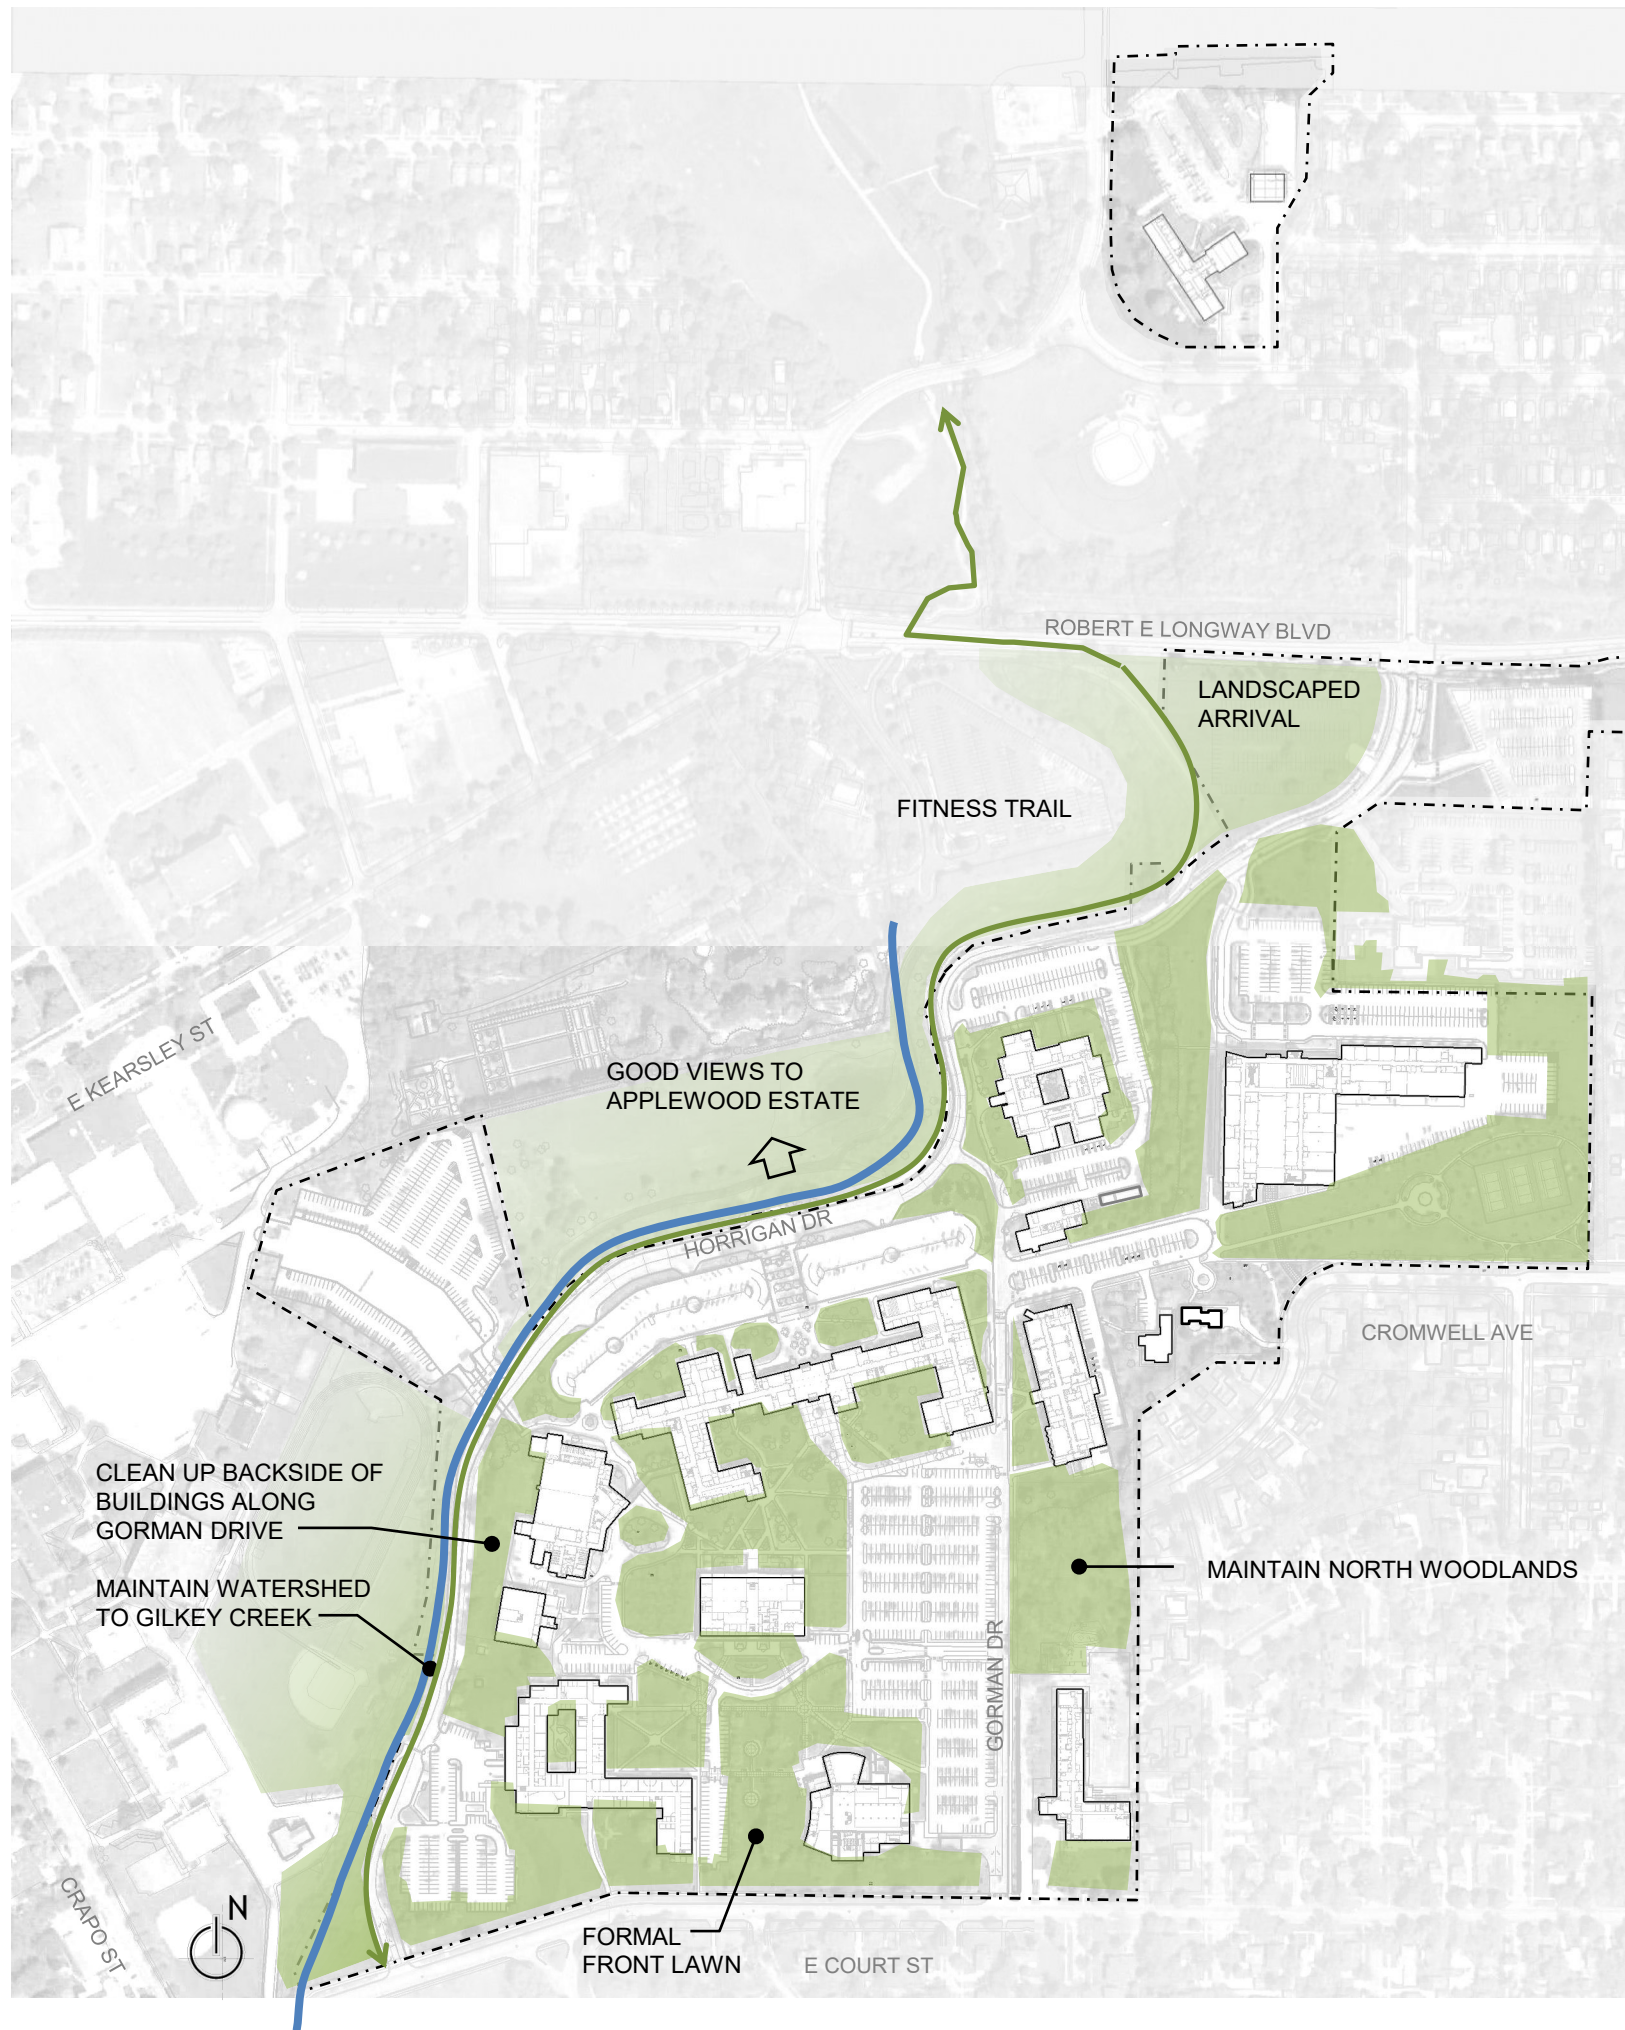 ROBERT E LONGWAY BLVD
LANDSCAPED
ARRIVAL
FITNESS TRAIL
E KEARSLEY ST
GOOD VIEWS TO
APPLEWOOD ESTATE
HORRIGAN DR
CROMWELL AVE
CLEAN UP BACKSIDE OF
BUILDINGS ALONG
GORMAN DRIVE
MAINTAIN WATERSHED
TO GILKEY CREEK
MAINTAIN NORTH WOODLANDS
GORMAN DR
CRAPO ST
N
FORMAL
FRONT LAWN
E COURT ST